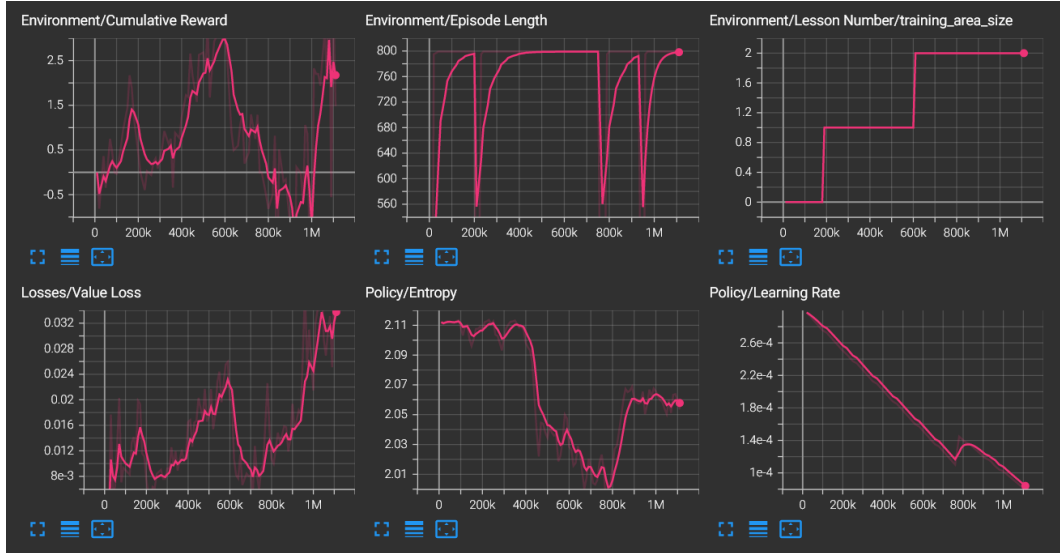 Environment/Cumulative Reward
2.5
1.5
0.5
-0.5
0 200k 400k 600k 800k 1M
Environment/Episode Length
800
760
720
680
640
600
560
0 200k 400k 600k 800k 1M
Environment/Lesson Number/training_area_size
2
1.6
1.2
0.8
0.4
0
0 200k 400k 600k 800k 1M
Losses/Value Loss
0.032
0.028
0.024
0.02
0.016
0.012
8e-3
0 200k 400k 600k 800k 1M
Policy/Entropy
2.11
2.09
2.07
2.05
2.03
2.01
0 200k 400k 600k 800k 1M
Policy/Learning Rate
2.6e-4
2.2e-4
1.8e-4
1.4e-4
1e-4
0 200k 400k 600k 800k 1M